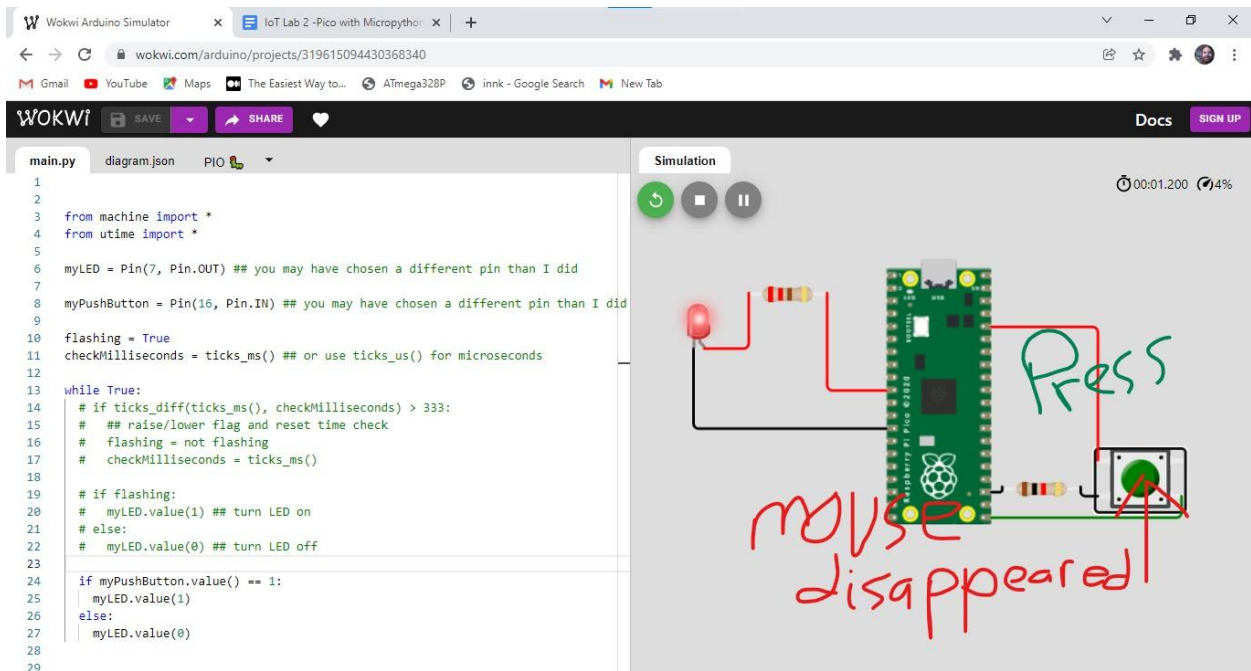 Wokwi Arduino Simulator
IoT Lab 2 -Pico with Micropython
wokwi.com/arduino/projects/319615094430368340
Gmail YouTube Maps The Easiest Way to... ATmega328P innk - Google Search New Tab
WOKWI SAVE SHARE Docs SIGN UP
main.py diagram.json PIO Simulation
00:01.200 4%
1
2
3 from machine import *
4 from utime import *
5
6 myLED = Pin(7, Pin.OUT) ## you may have chosen a different pin than I did
7
8 myPushButton = Pin(16, Pin.IN) ## you may have chosen a different pin than I did
9
10 flashing = True
11 checkMilliseconds = ticks_ms() ## or use ticks_us() for microseconds
12
13 while True:
14 # if ticks_diff(ticks_ms(), checkMilliseconds) > 333:
15 # ## raise/lower flag and reset time check
16 # flashing = not flashing
17 # checkMilliseconds = ticks_ms()
18
19 # if flashing:
20 # myLED.value(1) ## turn LED on
21 # else:
22 # myLED.value(0) ## turn LED off
23
24 if myPushButton.value() == 1:
25 myLED.value(1)
26 else:
27 myLED.value(0)
28
29
LED USB
BOOTSEL
Raspberry Pi Pico ©2020
Press
mouse
disappeared